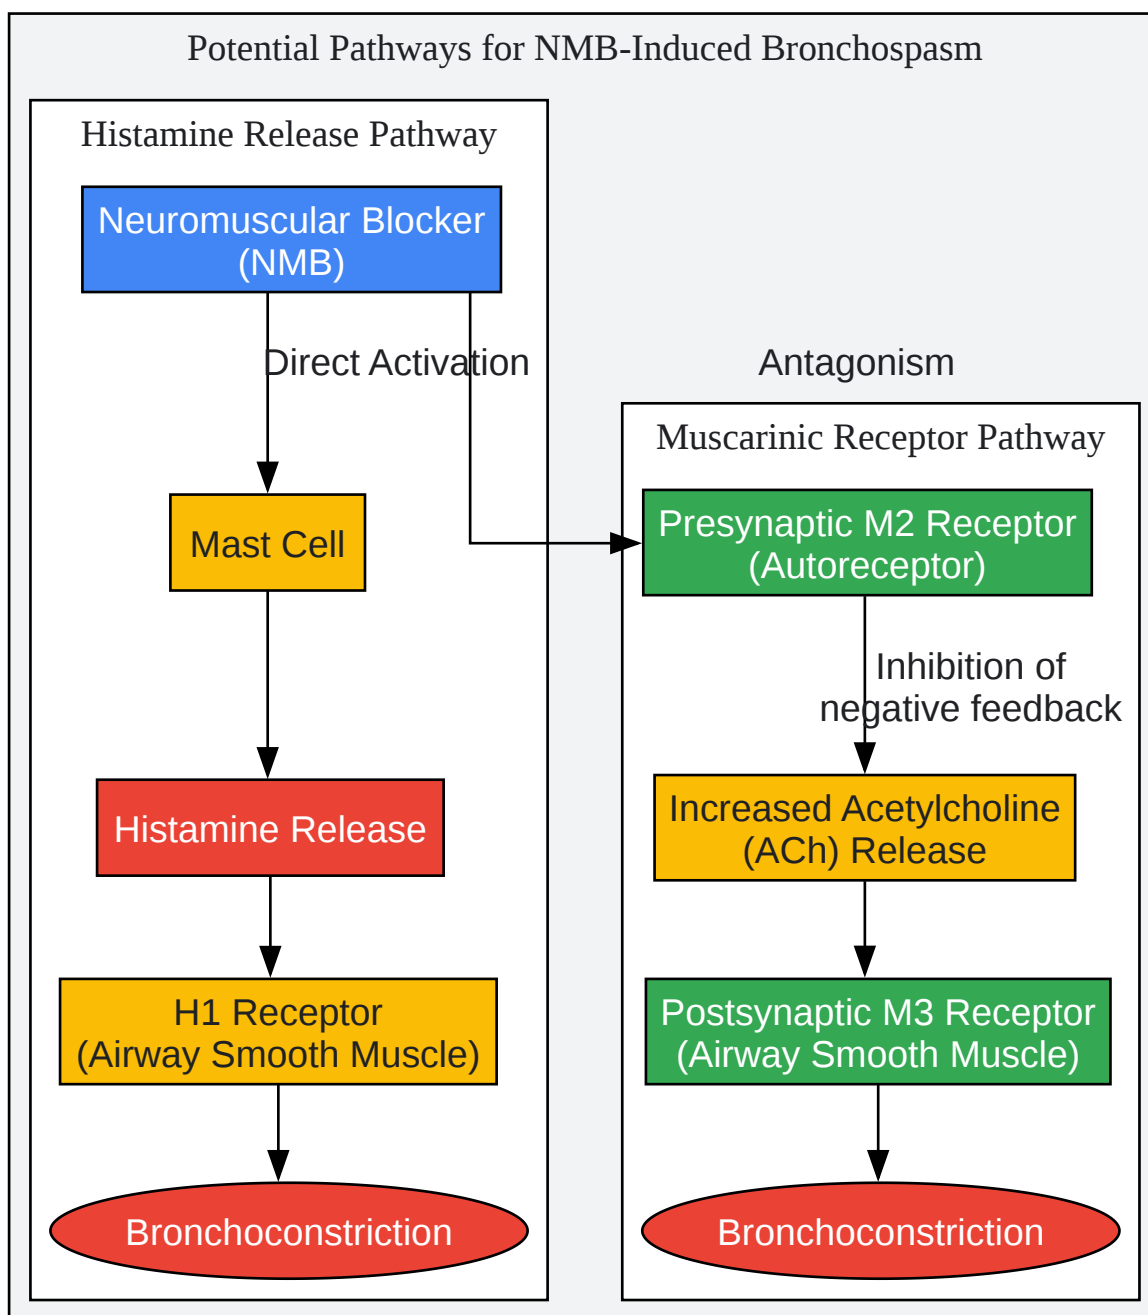 Potential Pathways for NMB-Induced Bronchospasm
Histamine Release Pathway
Neuromuscular Blocker
(NMB)
Direct Activation
Mast Cell
Histamine Release
H1 Receptor
(Airway Smooth Muscle)
Bronchoconstriction
Antagonism
Muscarinic Receptor Pathway
Presynaptic M2 Receptor
(Autoreceptor)
Inhibition of
negative feedback
Increased Acetylcholine
(ACh) Release
Postsynaptic M3 Receptor
(Airway Smooth Muscle)
Bronchoconstriction